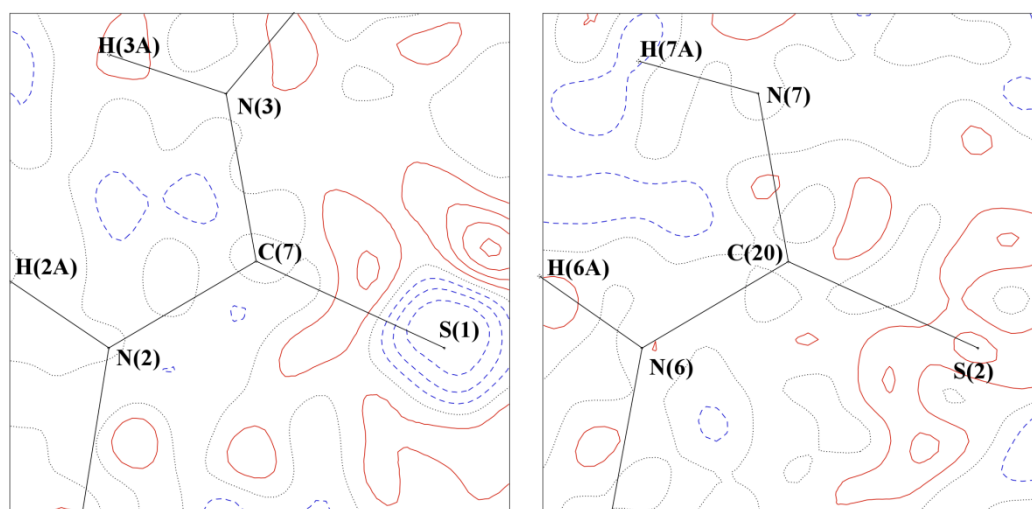 H(3A)
N(3)
C(7)
H(2A)
S(1)
N(2)
H(7A)
N(7)
C(20)
H(6A)
N(6)
S(2)